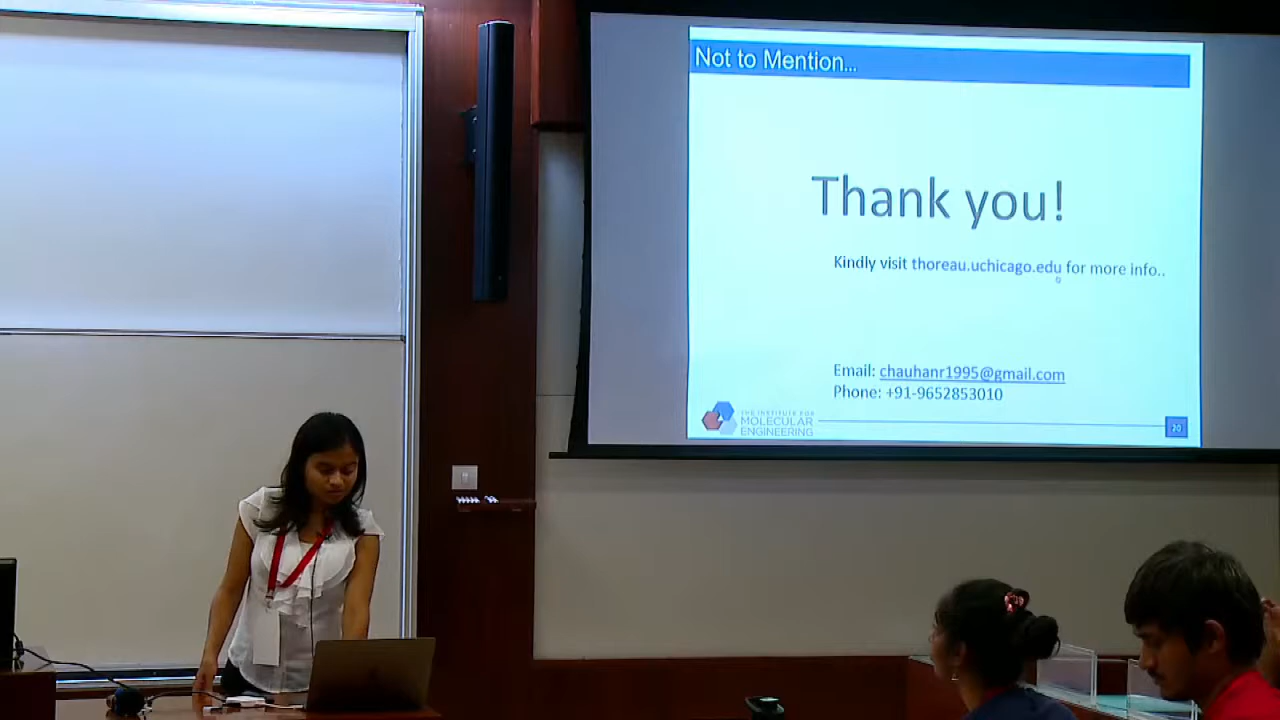 Not to Mention...
Thank you!
Kindly visit thoreau.uchicago.edu for more info..
Email: chauhanr1995@gmail.com
Phone: +91-9652853010
THE INSTITUTE FOR
MOLECULAR
ENGINEERING
20